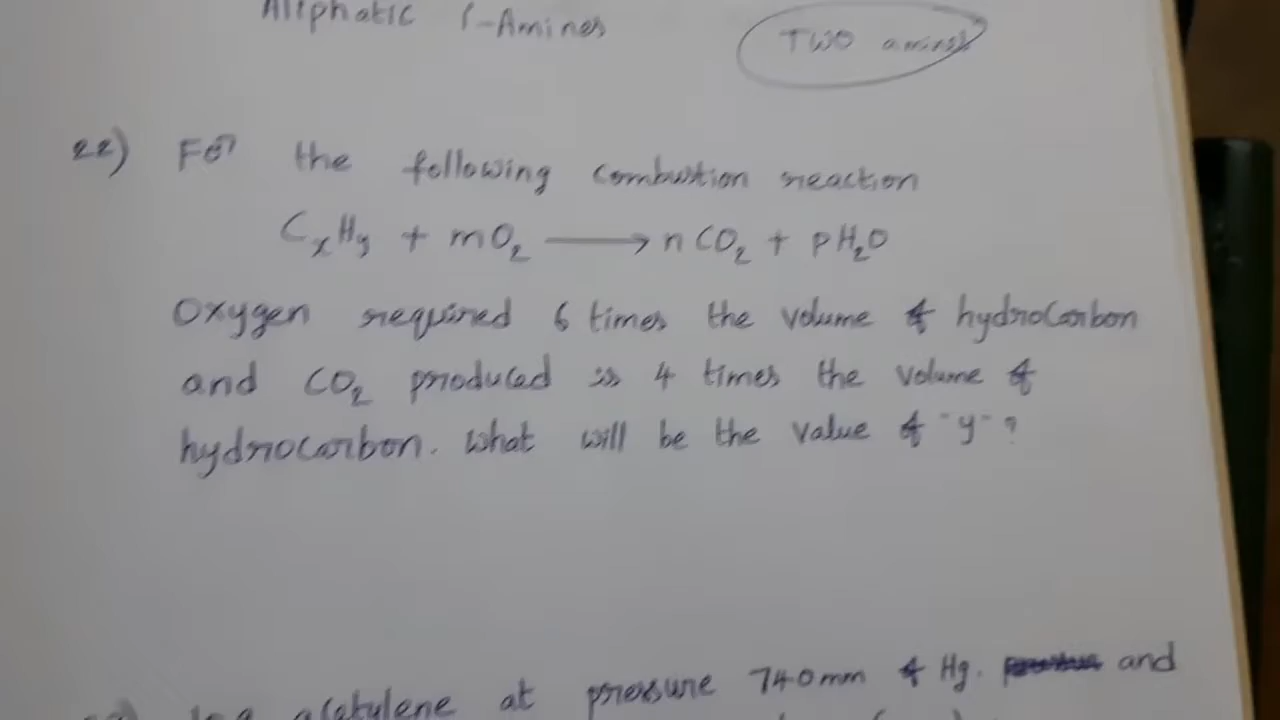 Aliphatic 1-Amines
TWO amines
22) For the following combustion reaction
CxHy + mO2 ⟶ nCO2 + pH2O
Oxygen required 6 times the volume of hydrocarbon
and CO2 produced is 4 times the volume of
hydrocarbon. What will be the value of "y"?
acetylene at pressure 740mm of Hg. and